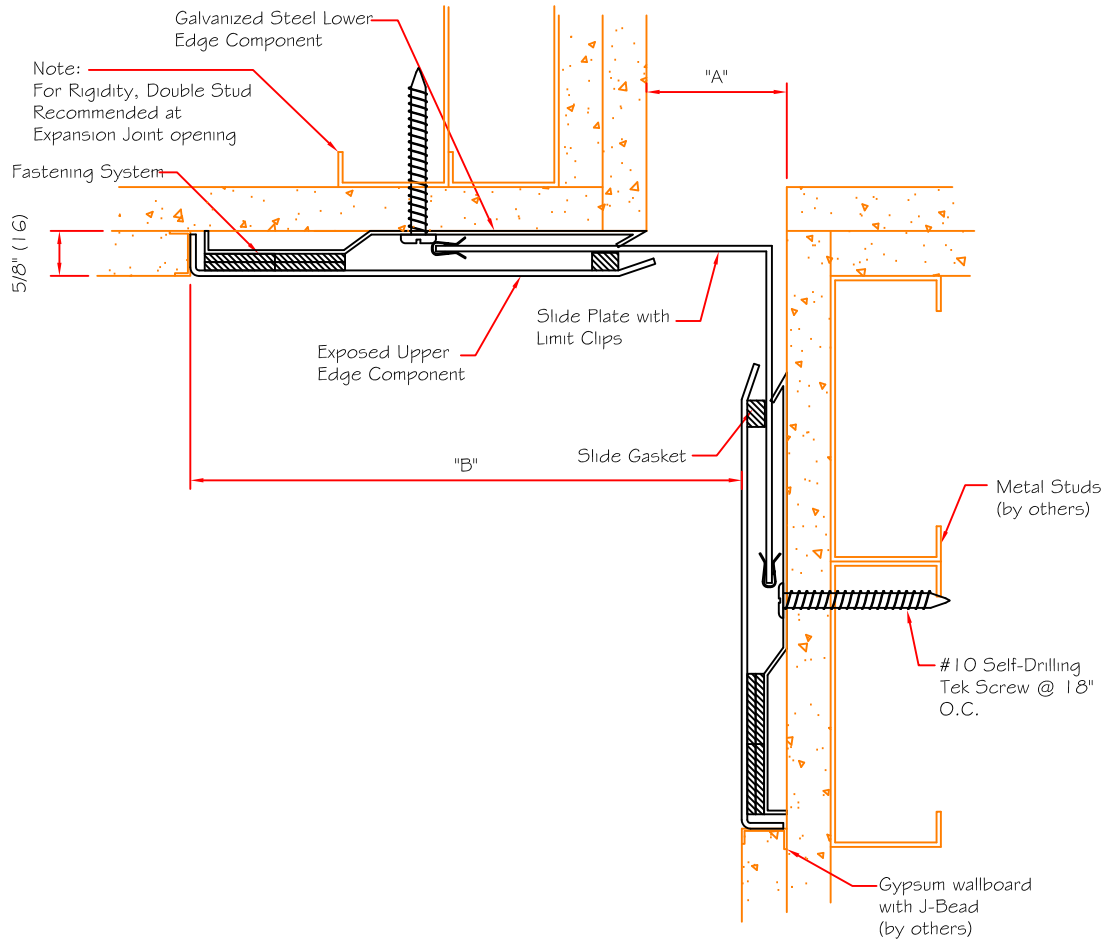 Galvanized Steel Lower
Edge Component
"A"
Note:
For Rigidity, Double Stud
Recommended at
Expansion Joint opening
Fastening System
5/8" (16)
Slide Plate with
Limit Clips
Exposed Upper
Edge Component
Slide Gasket
"B"
Metal Studs
(by others)
#10 Self-Drilling
Tek Screw @ 18"
O.C.
Gypsum wallboard
with J-Bead
(by others)